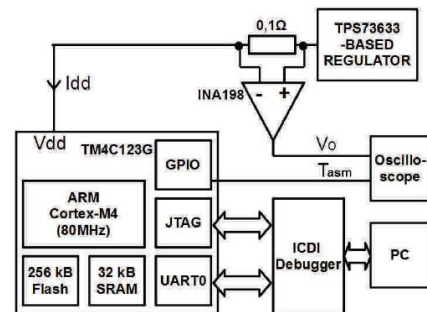 0,1Ω
TPS73633
-BASED
REGULATOR
Idd
- +
INA198
Vdd
TM4C123G
GPIO
Vo
Tasm
Oscillo-
scope
ARM
Cortex-M4
(80MHz)
JTAG
ICDI
Debugger
PC
256 kB
Flash
32 kB
SRAM
UART0